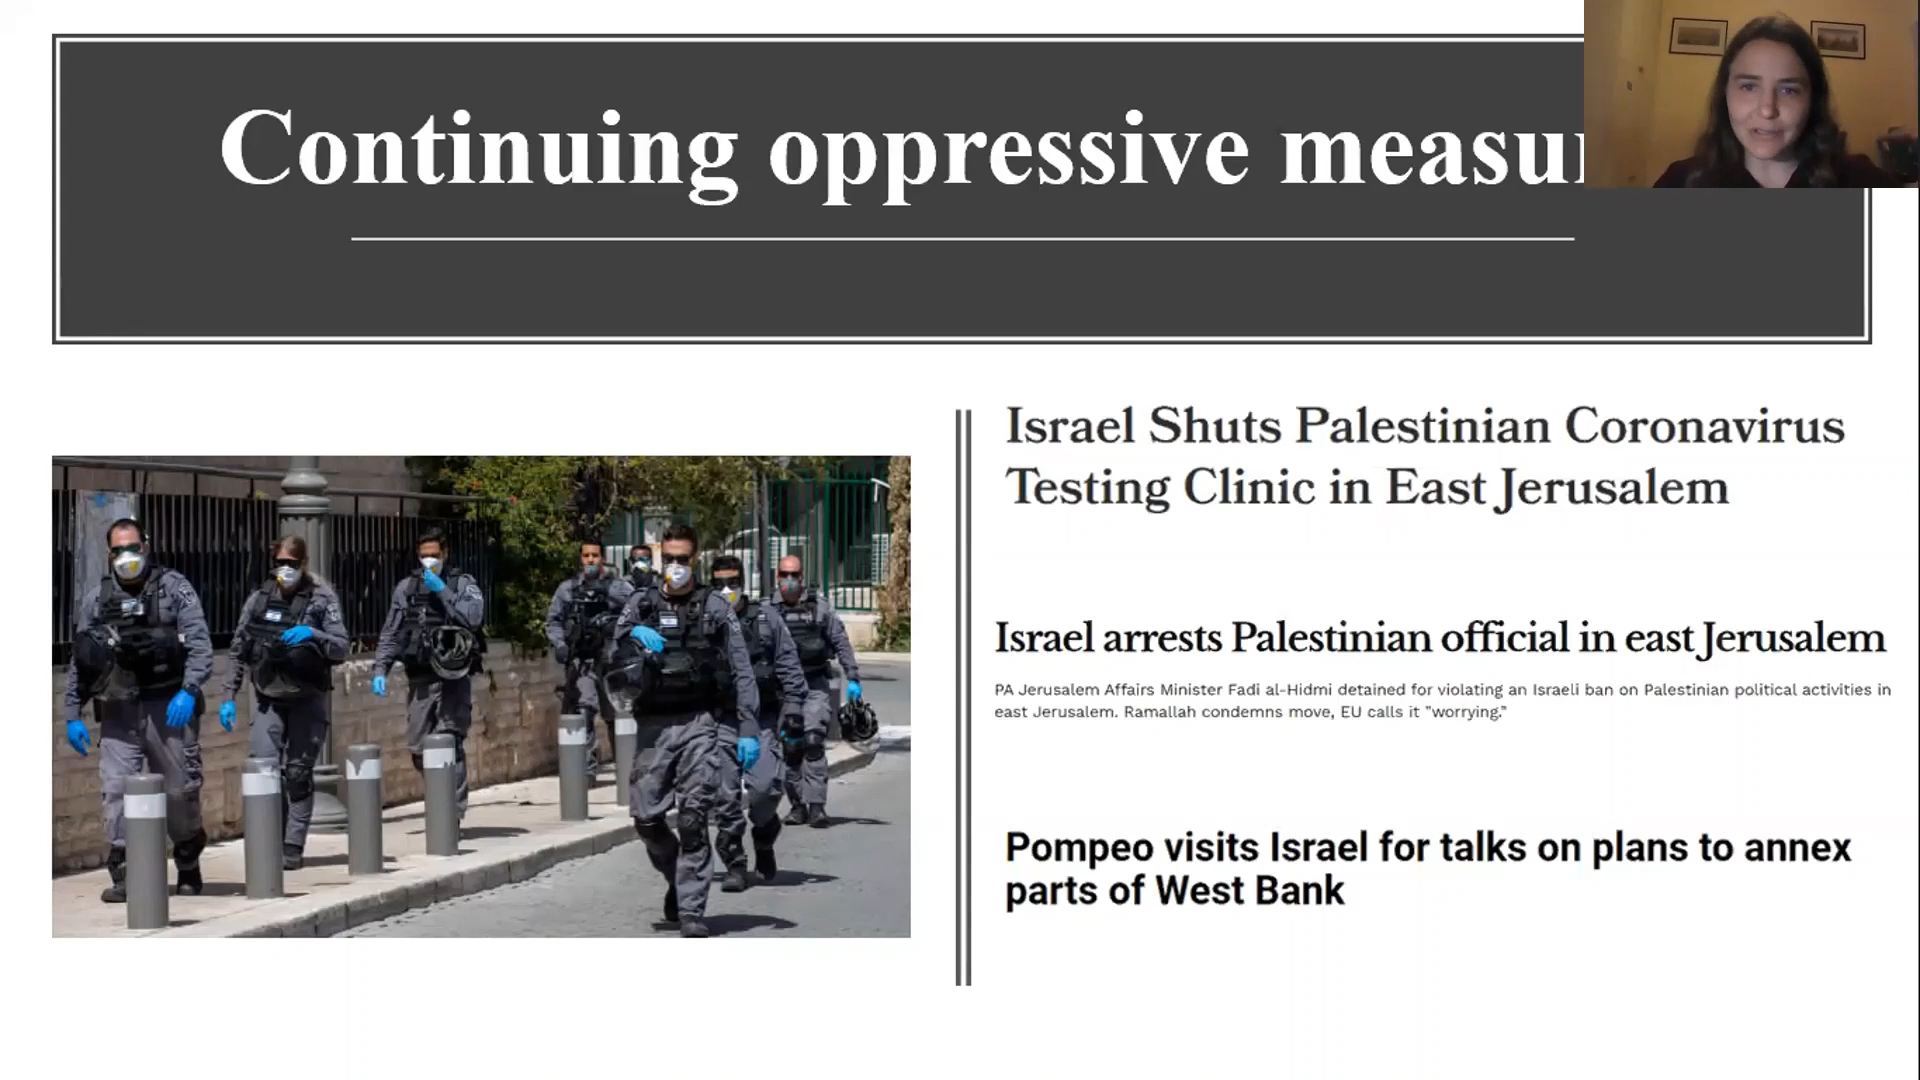 Continuing oppressive measu
Israel Shuts Palestinian Coronavirus
Testing Clinic in East Jerusalem
Israel arrests Palestinian official in east Jerusalem
PA Jerusalem Affairs Minister Fadi al-Hidmi detained for violating an Israeli ban on Palestinian political activities in
east Jerusalem. Ramallah condemns move, EU calls it "worrying."
Pompeo visits Israel for talks on plans to annex
parts of West Bank